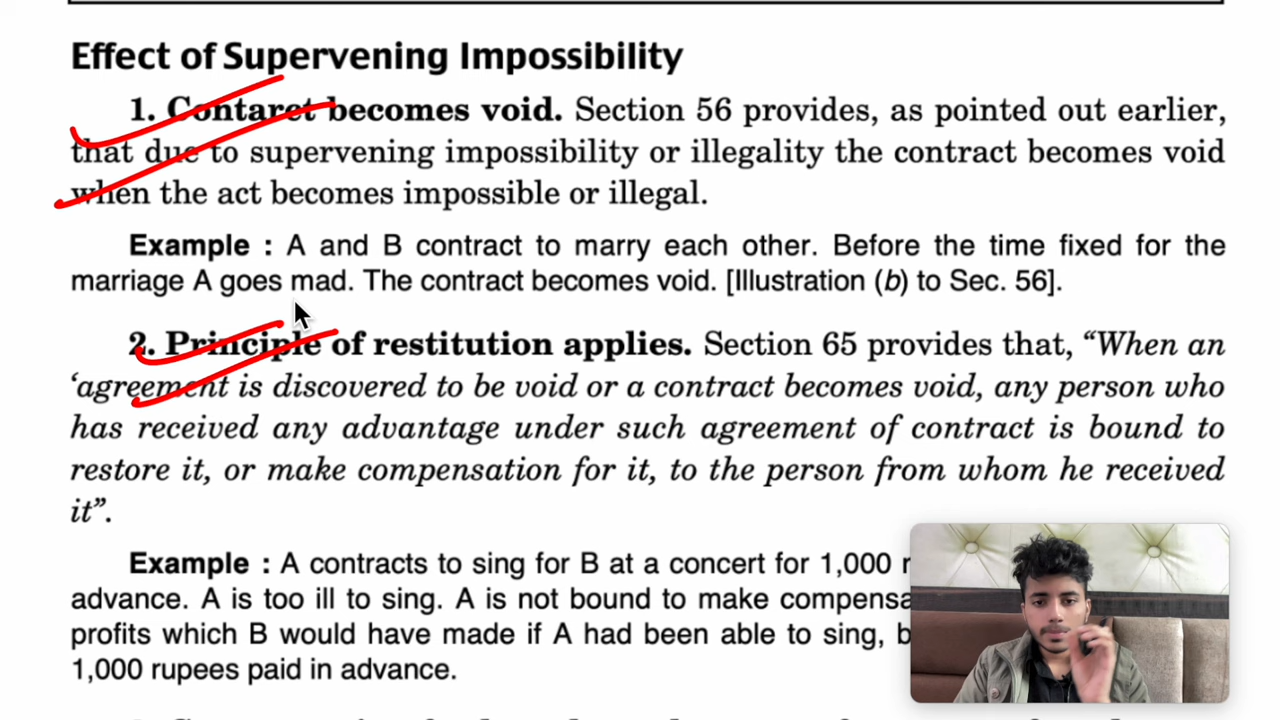 Effect of Supervening Impossibility
1. Contaret becomes void. Section 56 provides, as pointed out earlier,
that due to supervening impossibility or illegality the contract becomes void
when the act becomes impossible or illegal.
Example : A and B contract to marry each other. Before the time fixed for the
marriage A goes mad. The contract becomes void. [Illustration (b) to Sec. 56].
2. Principle of restitution applies. Section 65 provides that, “When an
‘agreement is discovered to be void or a contract becomes void, any person who
has received any advantage under such agreement of contract is bound to
restore it, or make compensation for it, to the person from whom he received
it”.
Example : A contracts to sing for B at a concert for 1,000
advance. A is too ill to sing. A is not bound to make
profits which B would have made if A had been able to sing,
1,000 rupees paid in advance.